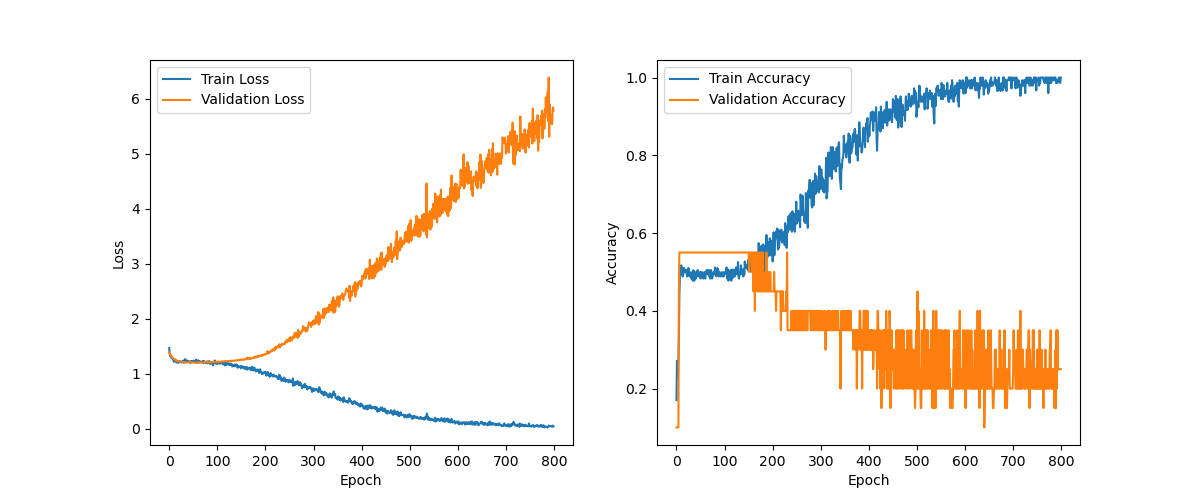 Train Loss
Validation Loss
Loss
6
5
4
3
2
1
0
0 100 200 300 400 500 600 700 800
Epoch
Train Accuracy
Validation Accuracy
Accuracy
1.0
0.8
0.6
0.4
0.2
0 100 200 300 400 500 600 700 800
Epoch